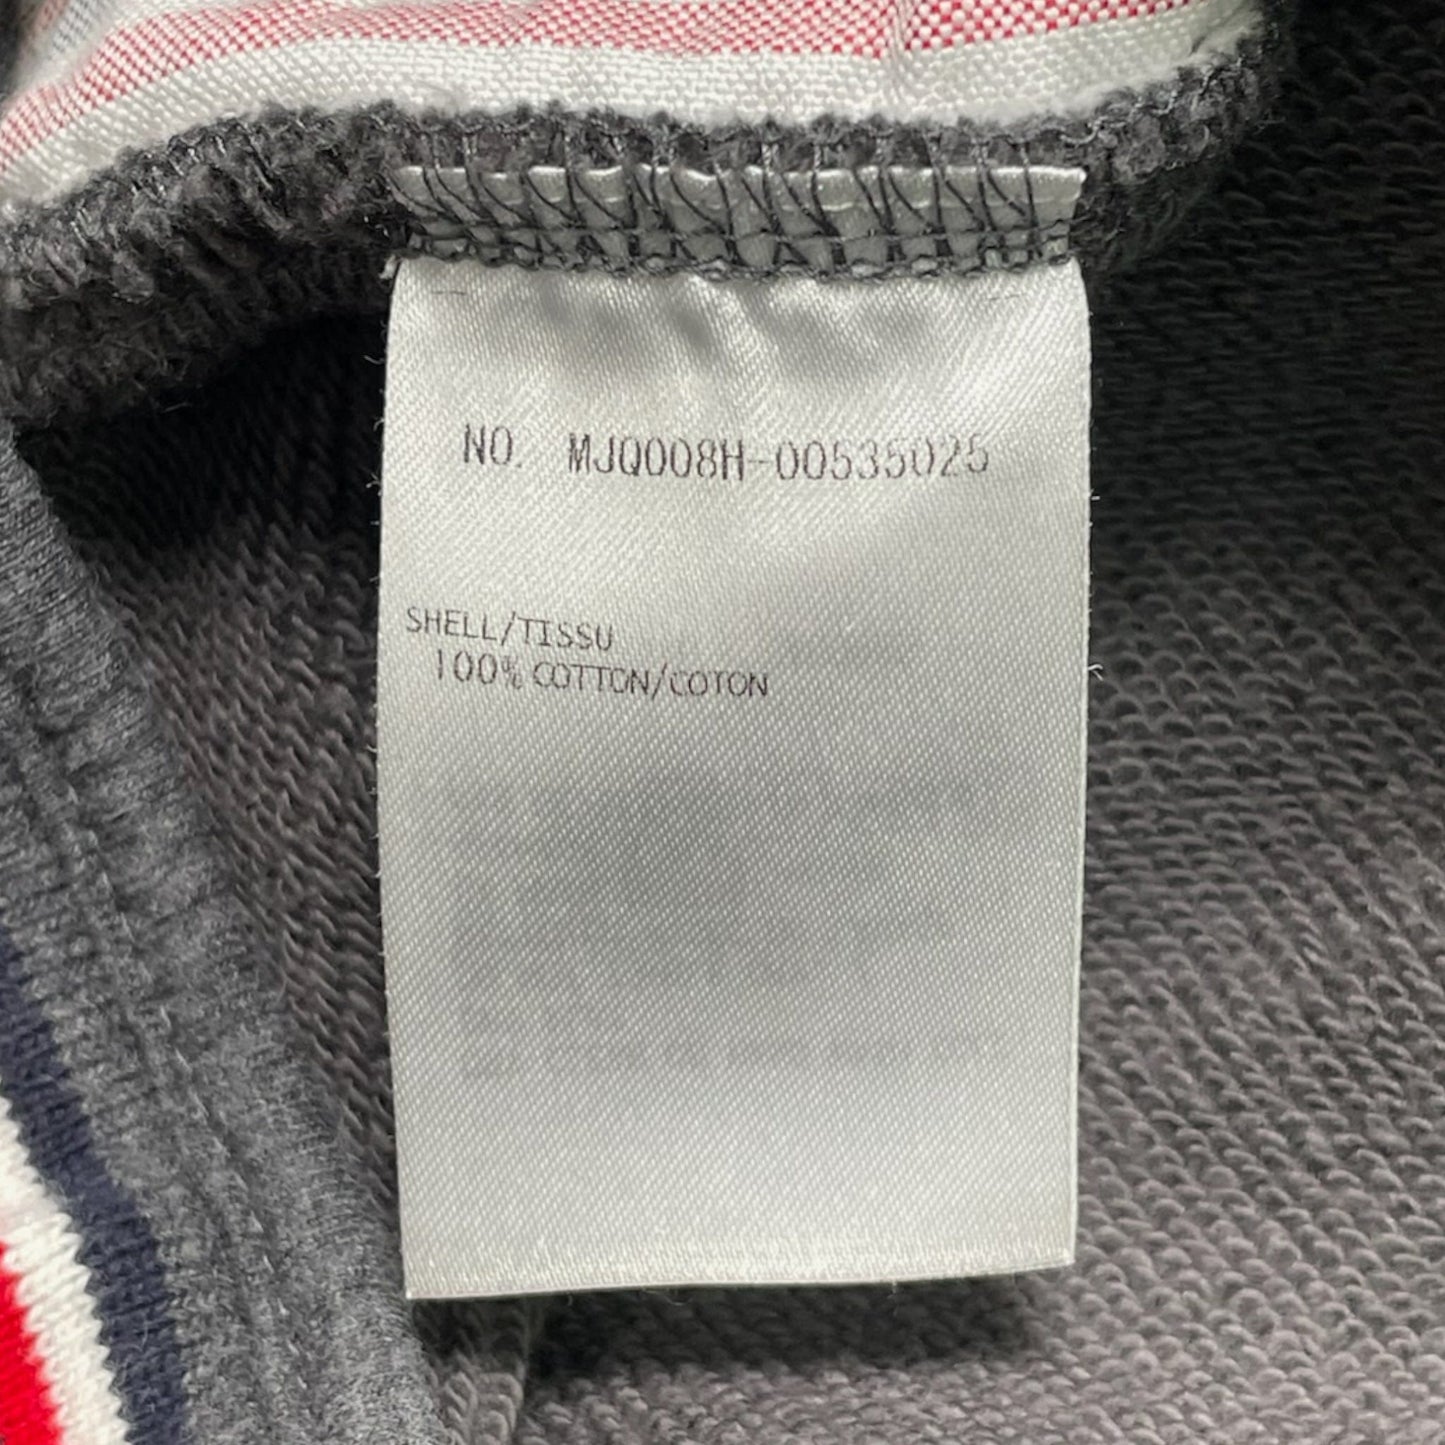 NO. MJQ008H-00535025
SHELL/TISSU
100% COTTON/COTON